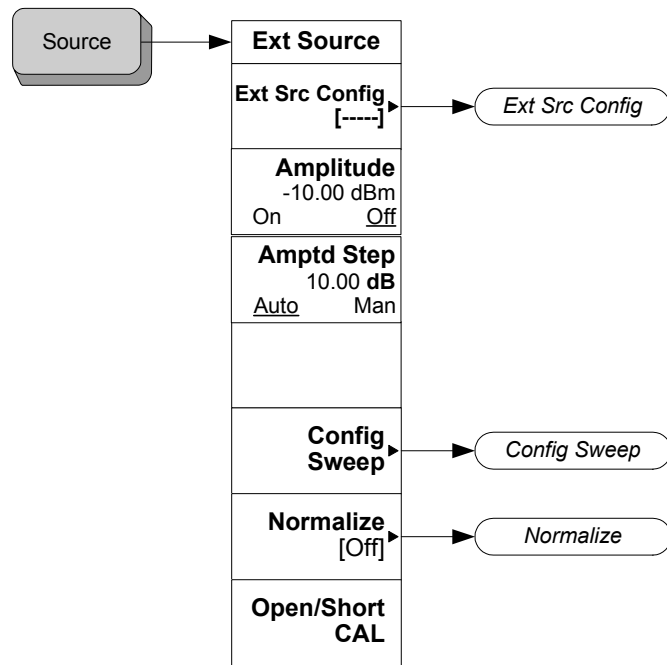 Source
Ext Source
Ext Src Config
[-----]
Ext Src Config
Amplitude
-10.00 dBm
On Off
Amptd Step
10.00 dB
Auto Man
Config
Sweep
Config Sweep
Normalize
[Off]
Normalize
Open/Short
CAL